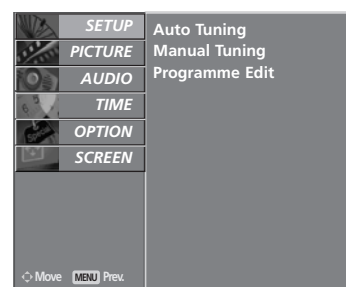 SETUP
PICTURE
AUDIO
TIME
OPTION
SCREEN
Auto Tuning
Manual Tuning
Programme Edit
Move MENU Prev.